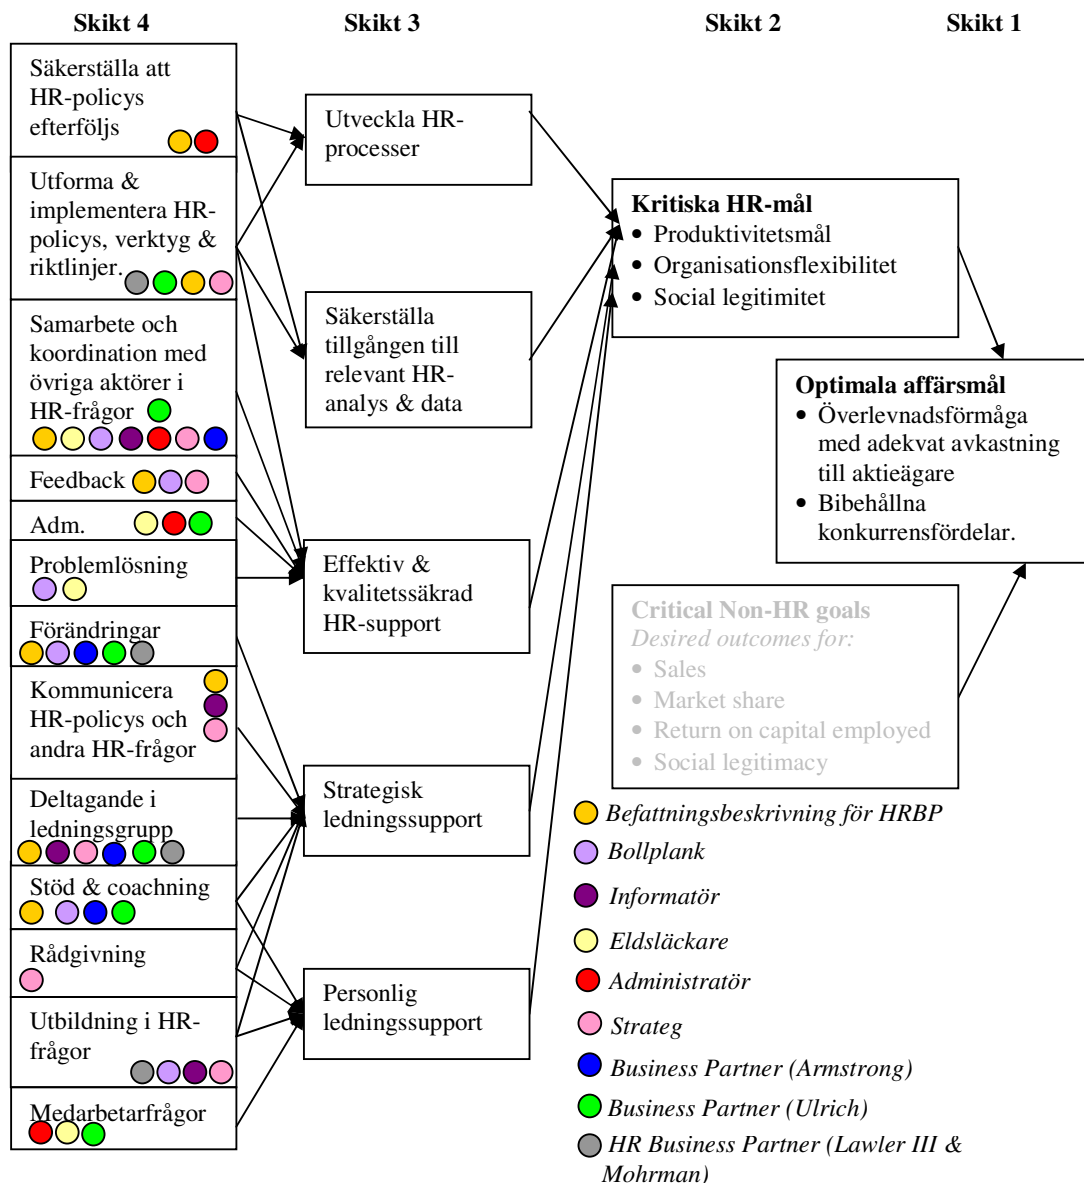 Skikt 4
Skikt 3
Skikt 2
Skikt 1
Säkerställa att
HR-policys
efterföljs
Utforma &
implementera HR-
policys, verktyg &
riktlinjer.
Samarbete och
koordination med
övriga aktörer i
HR-frågor
Feedback
Adm.
Problemlösning
Förändringar
Kommunicera
HR-policys och
andra HR-frågor
Deltagande i
ledningsgrupp
Stöd & coachning
Rådgivning
Utbildning i HR-
frågor
Medarbetarfrågor
Utveckla HR-
processer
Säkerställa
tillgången till
relevant HR-
analys & data
Effektiv &
kvalitetssäkrad
HR-support
Strategisk
ledningssupport
Personlig
ledningssupport
Kritiska HR-mål
• Produktivitetsmål
• Organisationsflexibilitet
• Social legitimitet
Optimala affärsmål
• Överlevnadsförmåga
med adekvat avkastning
till aktieägare
• Bibehållna
konkurrensfördelar.
Critical Non-HR goals
Desired outcomes for:
• Sales
• Market share
• Return on capital employed
• Social legitimacy
Befattningsbeskrivning för HRBP
Bollplank
Informatör
Eldsläckare
Administratör
Strateg
Business Partner (Armstrong)
Business Partner (Ulrich)
HR Business Partner (Lawler III &
Mohrman)